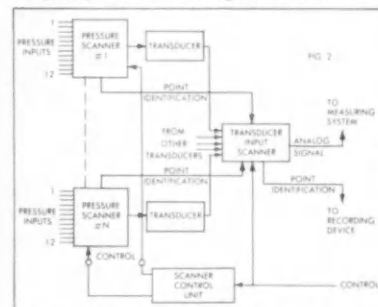 1
PRESSURE
INPUTS
12
PRESSURE
SCANNER
#1
TRANSDUCER
FIG 2
POINT
IDENTIFICATION
FROM
OTHER
TRANSDUCERS
TRANSDUCER
INPUT
SCANNER
TO
MEASURING
SYSTEM
ANALOG
SIGNAL
POINT
IDENTIFICATION
POINT
IDENTIFICATION
1
PRESSURE
INPUTS
12
PRESSURE
SCANNER
#N
TRANSDUCER
TO
RECORDING
DEVICE
CONTROL
SCANNER
CONTROL
UNIT
CONTROL